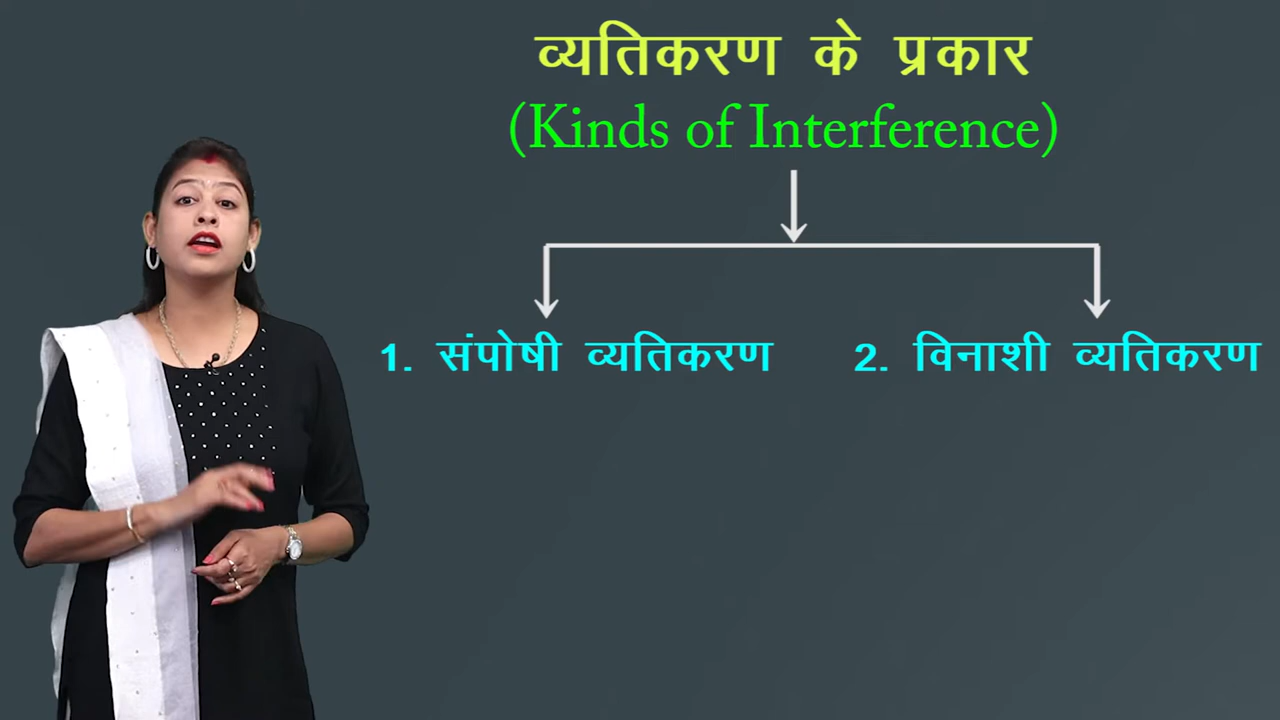 व्यतिकरण के प्रकार
(Kinds of Interference)
1. संपोषी व्यतिकरण
2. विनाशी व्यतिकरण